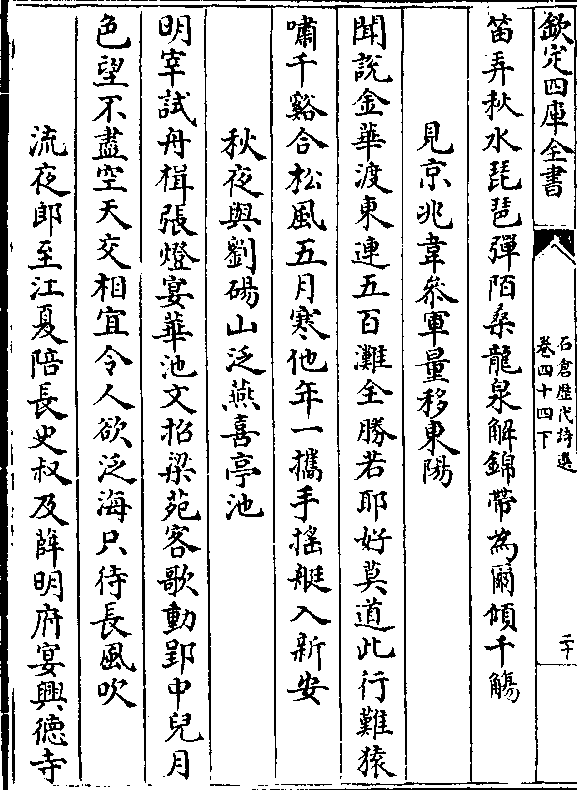 欽定四庫全書
石倉歷代詩選
卷四十四下
二十
笛弄秋水琵琶彈陌桑龍泉解錦帶為爾傾千觴
見京兆韋叅軍量移東陽
聞說金華渡東連五百灘全勝若耶好莫道此行難猿
嘯千谿合松風五月寒他年一攜手搖艇入新安
秋夜與劉碭山泛燕喜亭池
明宰試舟楫張燈宴華池文招梁苑客歌動郢中兒月
色望不盡空天交相宜令人欲泛海只待長風吹
流夜郎至江夏陪長史叔及薛明府宴興德寺